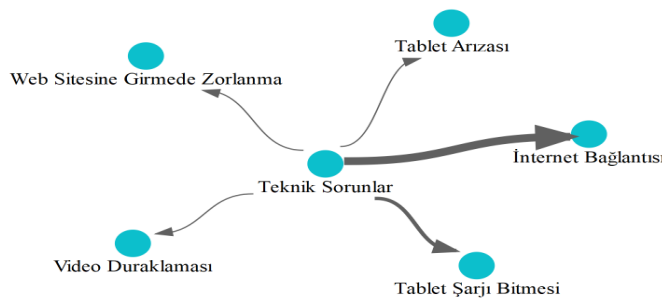 Tablet Arızası
Web Sitesine Girmede Zorlanma
İnternet Bağlantısı
Teknik Sorunlar
Video Duraklaması
Tablet Şarjı Bitmesi